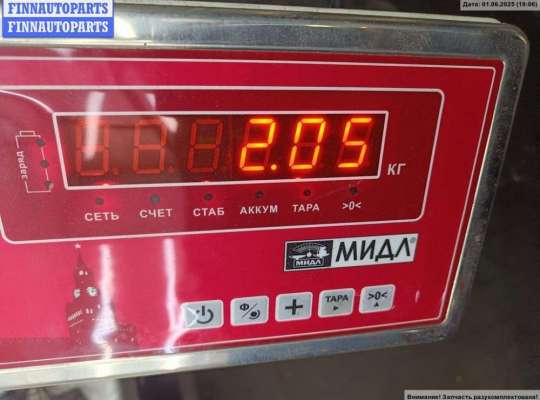 FINNAUTOPARTS
FINNAUTOPARTS
Дата: 01.06.2025 (19:06)
заряд
2.05
КГ
СЕТЬ СЧЕТ СТАБ АККУМ ТАРА >0<
МИДЛ
МИДЛ®
Ф/ + ТАРА >0<
Внимание! Запчасть разукомплектована!